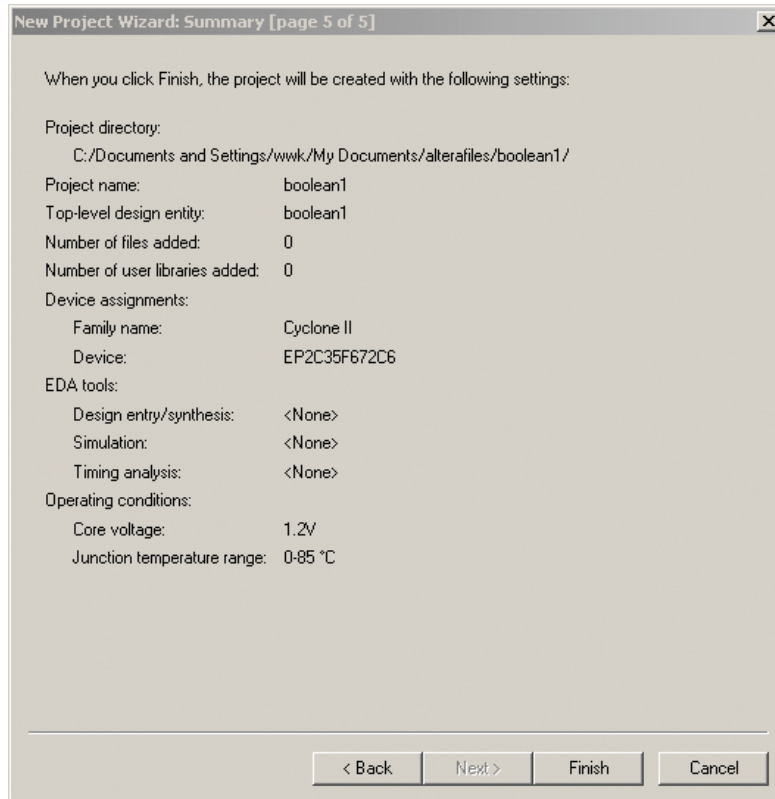 New Project Wizard: Summary [page 5 of 5]
When you click Finish, the project will be created with the following settings:
Project directory:
C:/Documents and Settings/wwk/My Documents/alterafiles/boolean1/
Project name: boolean1
Top-level design entity: boolean1
Number of files added: 0
Number of user libraries added: 0
Device assignments:
Family name: Cyclone II
Device: EP2C35F672C6
EDA tools:
Design entry/synthesis: <None>
Simulation: <None>
Timing analysis: <None>
Operating conditions:
Core voltage: 1.2V
Junction temperature range: 0-85 °C
< Back Next > Finish Cancel